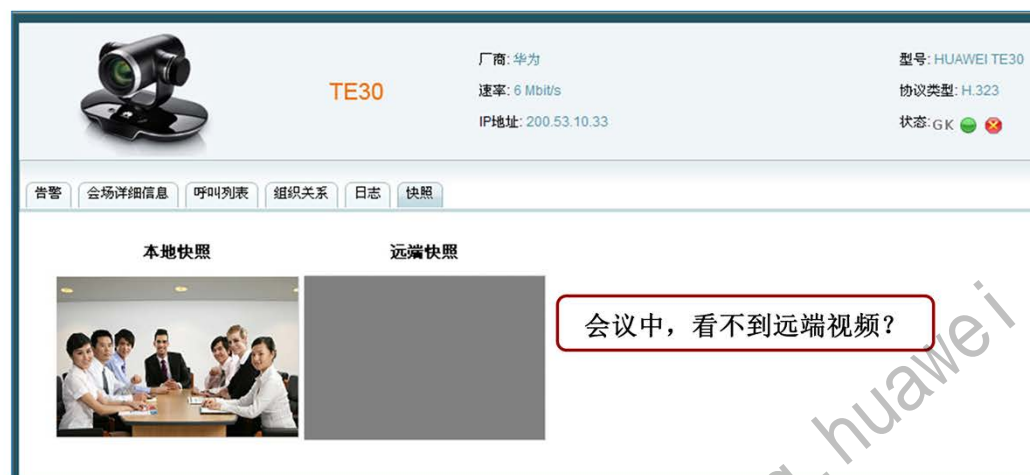 厂商: 华为
型号: HUAWEI TE30
TE30
速率: 6 Mbit/s
协议类型: H.323
IP地址: 200.53.10.33
状态: GK
告警 会场详细信息 呼叫列表 组织关系 日志 快照
本地快照
远端快照
会议中，看不到远端视频？
huawei